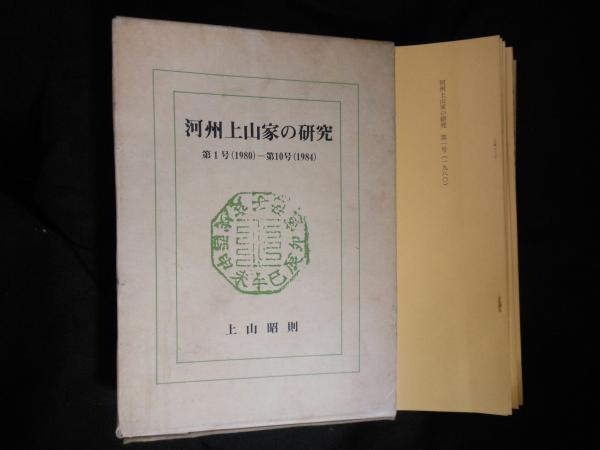 河州上山家の研究
第1号(1980)―第10号(1984)
上山昭則
河州上山家の研究 第一号(一九八〇)